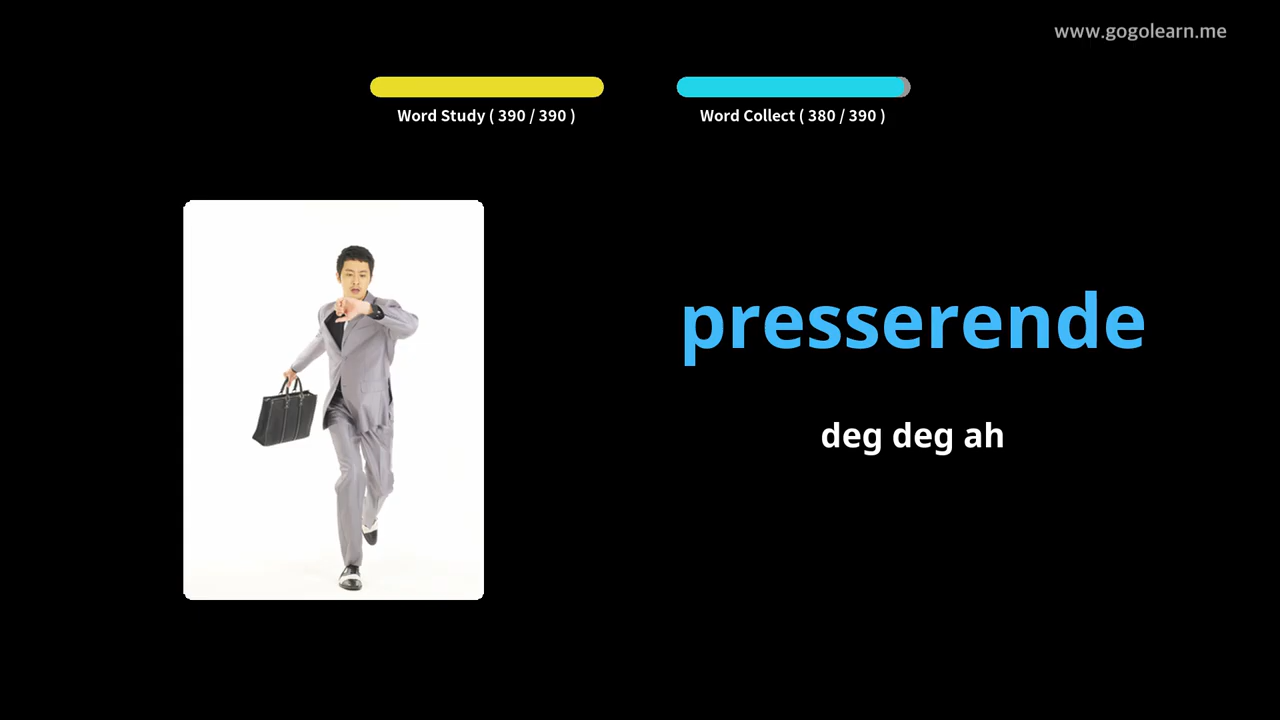 www.gogolearn.me
Word Study ( 390 / 390 )
Word Collect ( 380 / 390 )
presserende
deg deg ah